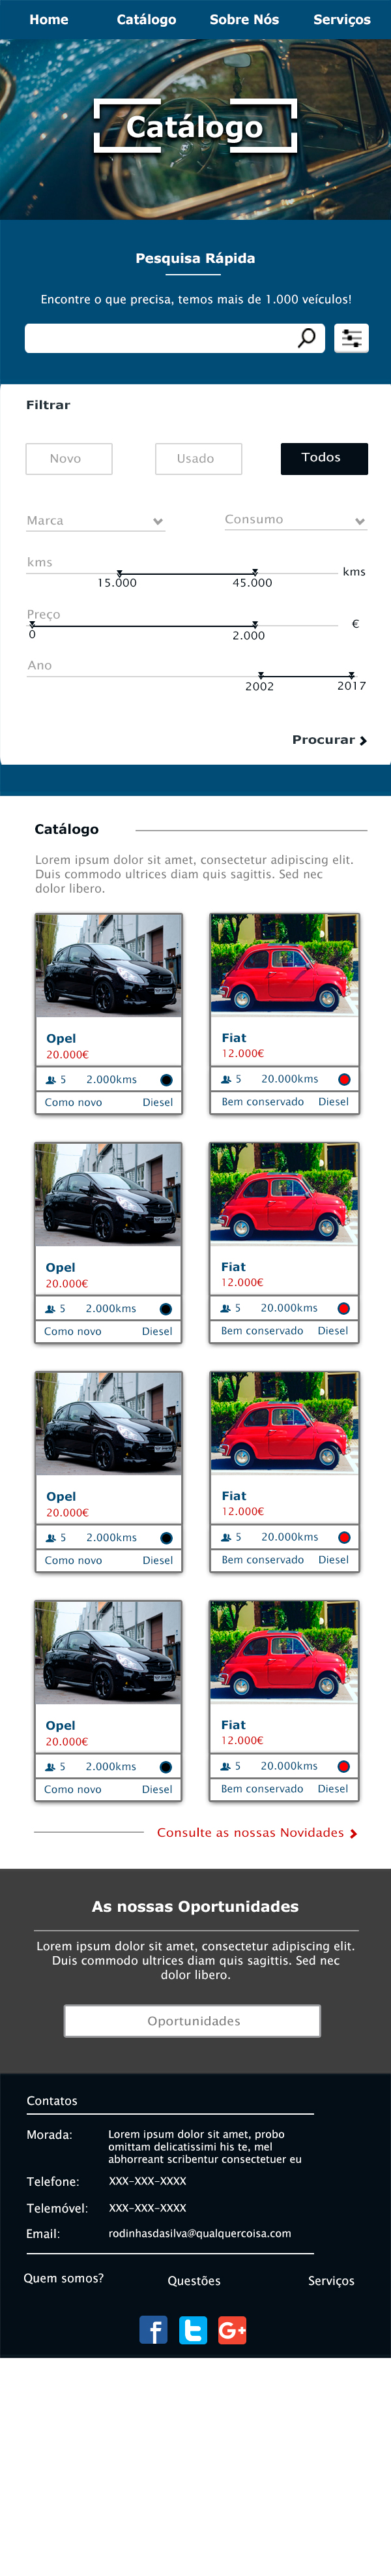 Home Catálogo Sobre Nós Serviços
Catálogo
Pesquisa Rápida
Encontre o que precisa, temos mais de 1.000 veículos!
Filtrar
Novo Usado Todos
Marca Consumo
kms
kms
15.000 45.000
Preço
€
0 2.000
Ano
2002 2017
Procurar
Catálogo
Lorem ipsum dolor sit amet, consectetur adipiscing elit.
Duis commodo ultrices diam quis sagittis. Sed nec
dolor libero.
Opel
20.000€
5 2.000kms
Como novo Diesel
Fiat
12.000€
5 20.000kms
Bem conservado Diesel
Opel
20.000€
5 2.000kms
Como novo Diesel
Fiat
12.000€
5 20.000kms
Bem conservado Diesel
Opel
20.000€
5 2.000kms
Como novo Diesel
Fiat
12.000€
5 20.000kms
Bem conservado Diesel
Opel
20.000€
5 2.000kms
Como novo Diesel
Fiat
12.000€
5 20.000kms
Bem conservado Diesel
Consulte as nossas Novidades
As nossas Oportunidades
Lorem ipsum dolor sit amet, consectetur adipiscing elit.
Duis commodo ultrices diam quis sagittis. Sed nec
dolor libero.
Oportunidades
Contatos
Morada: Lorem ipsum dolor sit amet, probo
omittam delicatissimi his te, mel
abhorreant scribentur consectetuer eu
Telefone: XXX-XXX-XXXX
Telemóvel: XXX-XXX-XXXX
Email: rodinhasdasilva@qualquercoisa.com
Quem somos? Questões Serviços
f G+